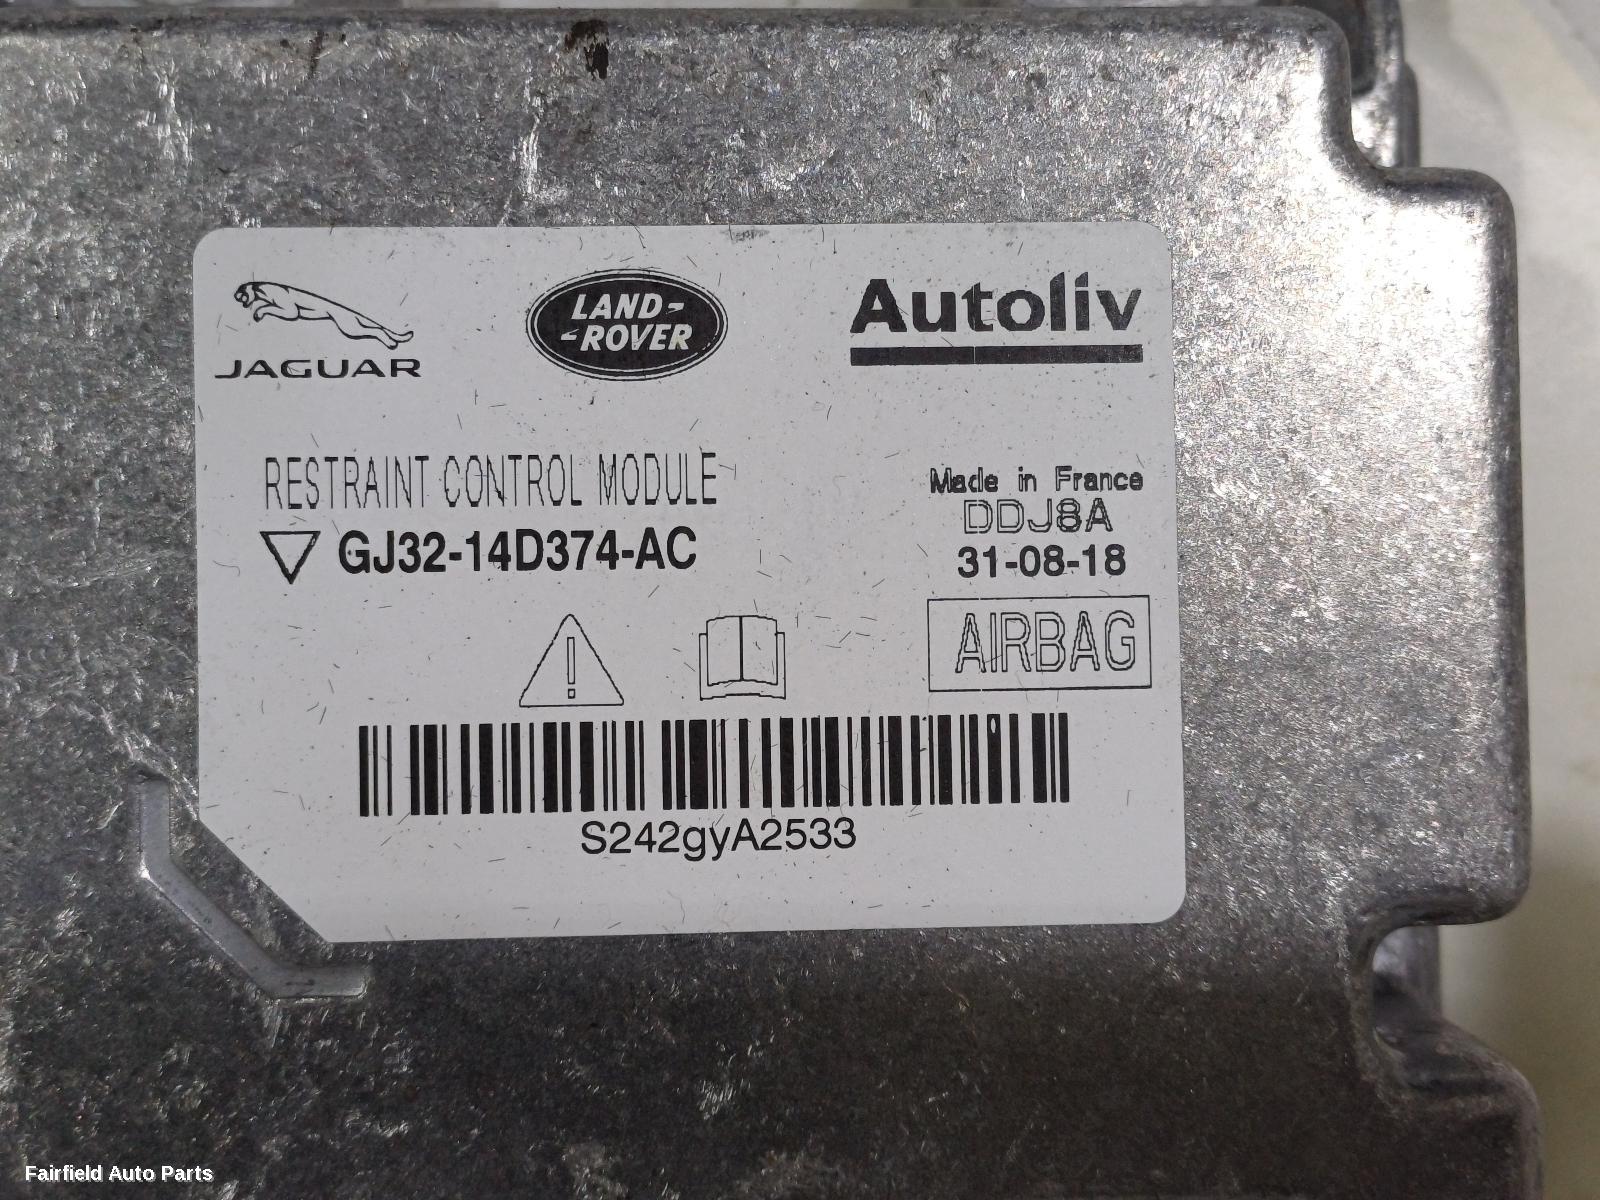 JAGUAR
LAND-
-ROVER
Autoliv
RESTRAINT CONTROL MODULE
GJ32-14D374-AC
Made in France
DDJ8A
31-08-18
AIRBAG
S242gyA2533
Fairfield Auto Parts